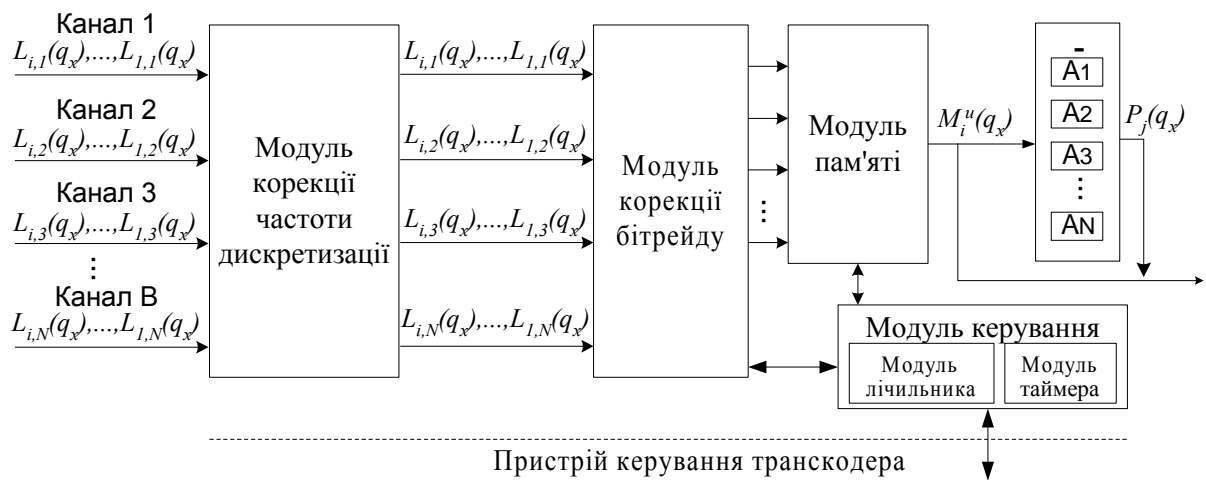 Канал 1
L_{i,1}(q_x),...,L_{1,1}(q_x)
Канал 2
L_{i,2}(q_x),...,L_{1,2}(q_x)
Канал 3
L_{i,3}(q_x),...,L_{1,3}(q_x)
...
Канал B
L_{i,N}(q_x),...,L_{1,N}(q_x)
Модуль
корекції
частоти
дискретизації
L_{i,1}(q_x),...,L_{1,1}(q_x)
L_{i,2}(q_x),...,L_{1,2}(q_x)
L_{i,3}(q_x),...,L_{1,3}(q_x)
L_{i,N}(q_x),...,L_{1,N}(q_x)
Модуль
корекції
бітрейду
...
Модуль
пам'яті
M_i^u(q_x)
-
A1
A2
A3
...
AN
P_j(q_x)
Модуль керування
Модуль
лічильника
Модуль
таймера
Пристрій керування транскодера